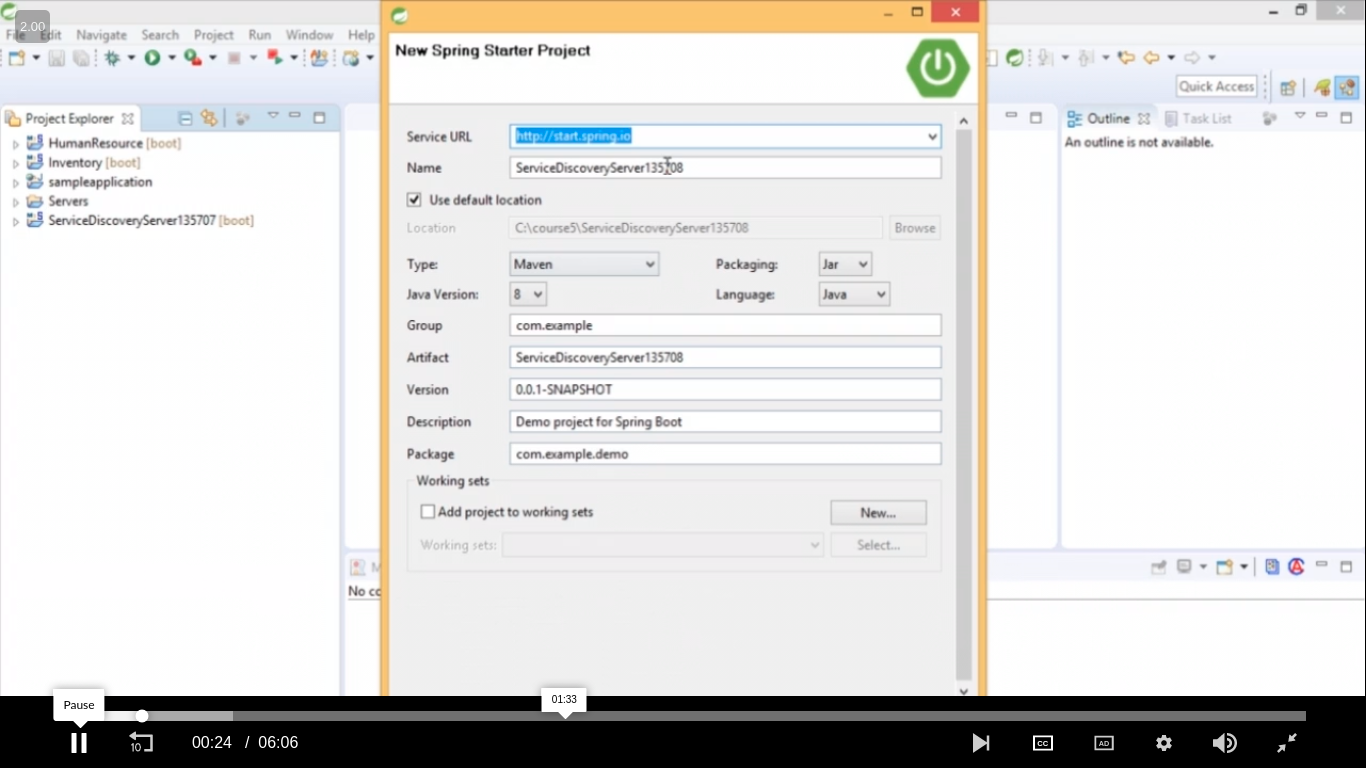 2.00
Edit Navigate Search Project Run Window Help
Quick Access
Project Explorer
HumanResource [boot]
Inventory [boot]
sampleapplication
Servers
ServiceDiscoveryServer135707 [boot]
New Spring Starter Project
Service URL http://start.spring.io
Name ServiceDiscoveryServer135708
Use default location
Location C:\course5\ServiceDiscoveryServer135708 Browse
Type: Maven Packaging: Jar
Java Version: 8 Language: Java
Group com.example
Artifact ServiceDiscoveryServer135708
Version 0.0.1-SNAPSHOT
Description Demo project for Spring Boot
Package com.example.demo
Working sets
Add project to working sets New...
Working sets: Select...
Outline Task List
An outline is not available.
No co
Pause
01:33
10 00:24 / 06:06 CC AD